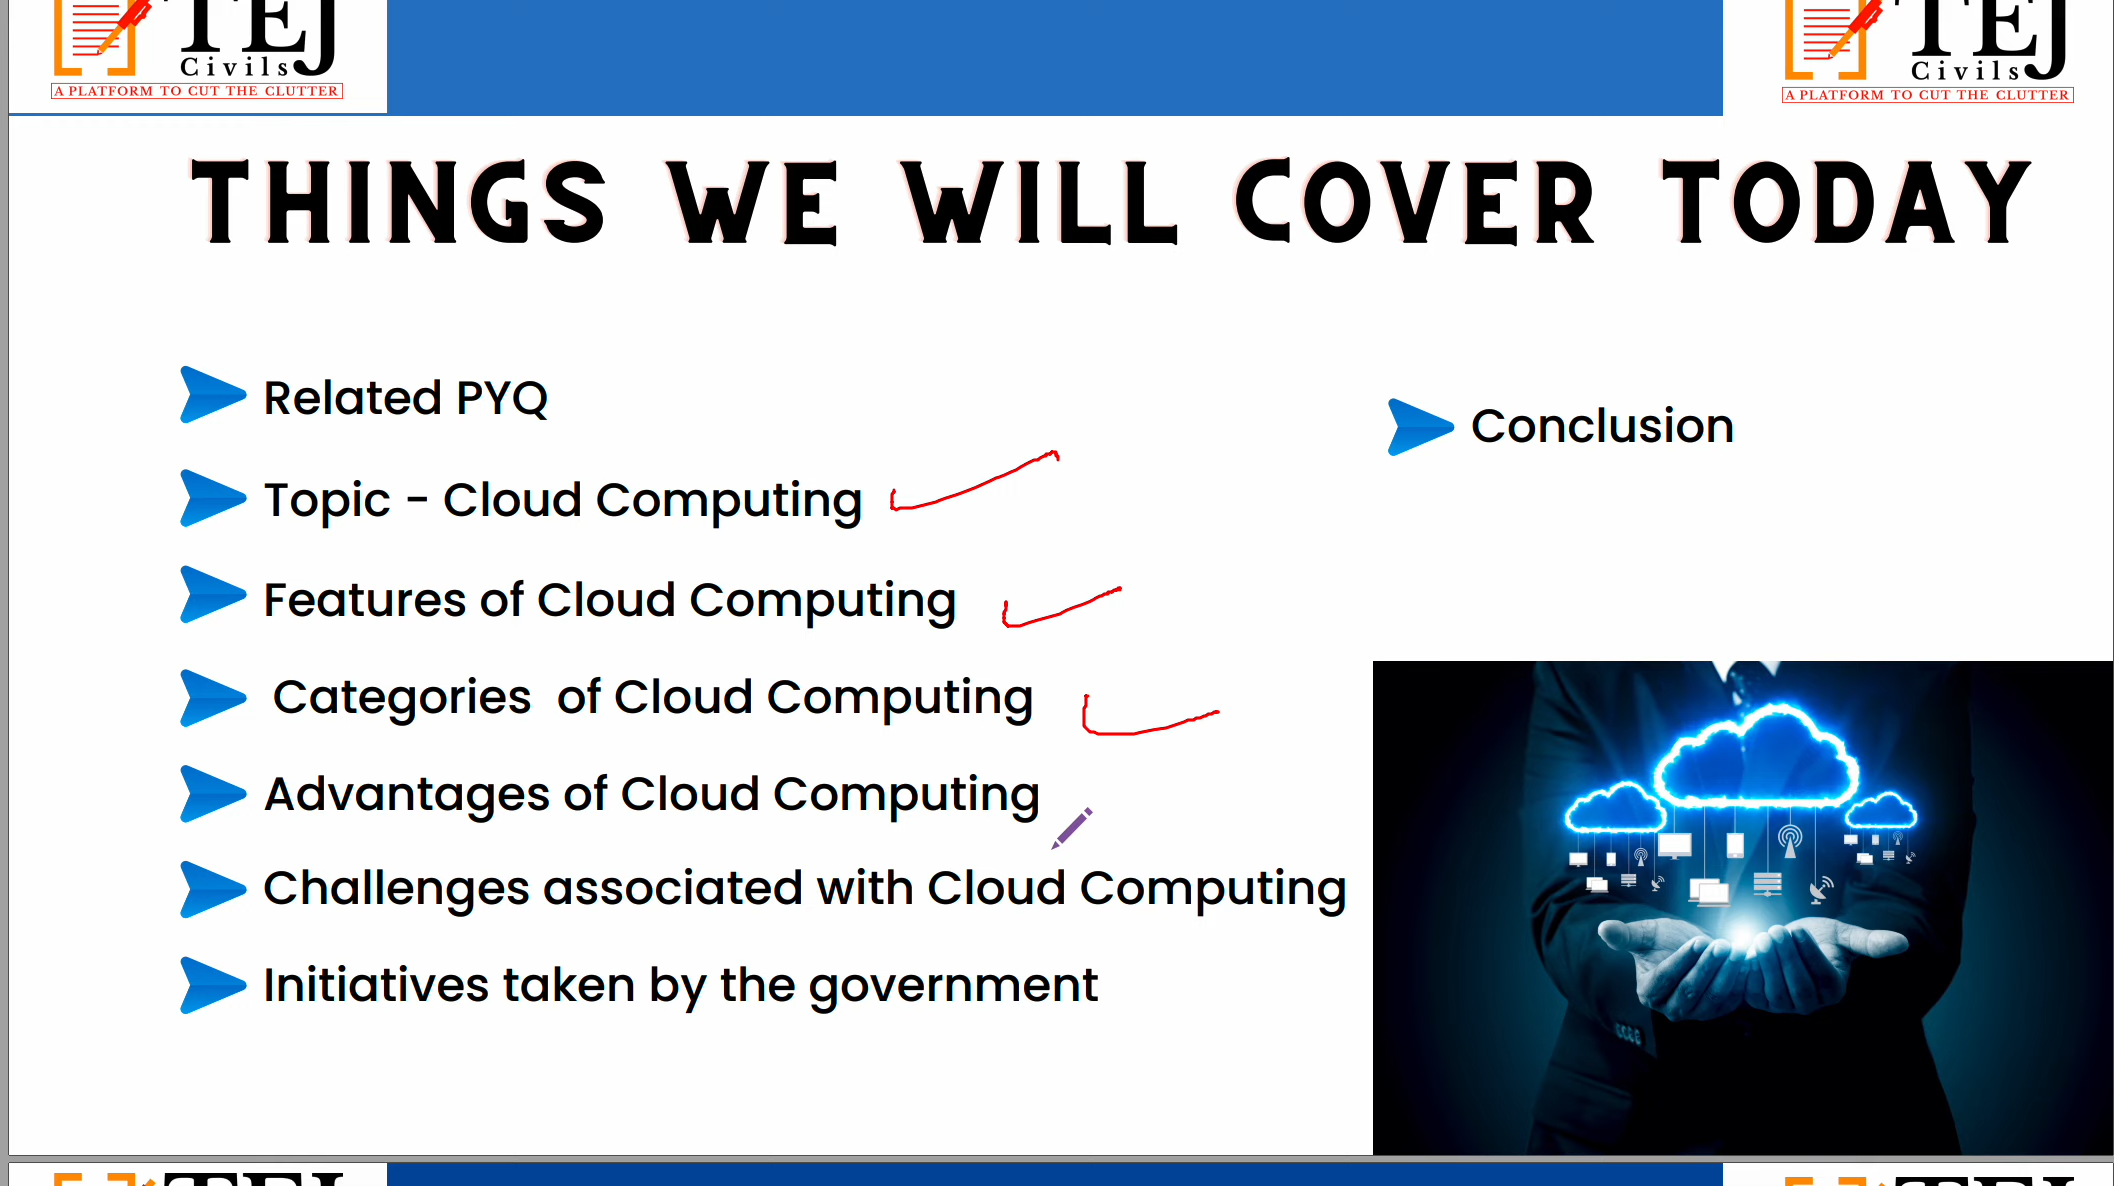 TEJ
Civils
A PLATFORM TO CUT THE CLUTTER
TEJ
Civils
A PLATFORM TO CUT THE CLUTTER
THINGS WE WILL COVER TODAY
Related PYQ
Topic - Cloud Computing
Features of Cloud Computing
Categories of Cloud Computing
Advantages of Cloud Computing
Challenges associated with Cloud Computing
Initiatives taken by the government
Conclusion